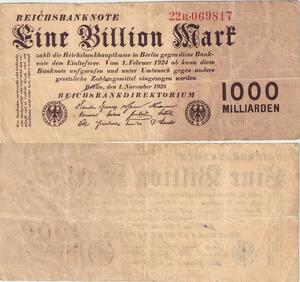 REICHSBANKNOTE
22R·069817
Eine Billion Mark
zahlt die Reichsbankhauptkasse in Berlin gegen diese Bank-
note dem Einlieferer. Vom 1. Februar 1924 ab kann diese
Banknote aufgerufen und unter Umtausch gegen andere
gesetzliche Zahlungsmittel eingezogen werden
Berlin, den 1. November 1923
REICHSBANKDIREKTORIUM
1000
MILLIARDEN